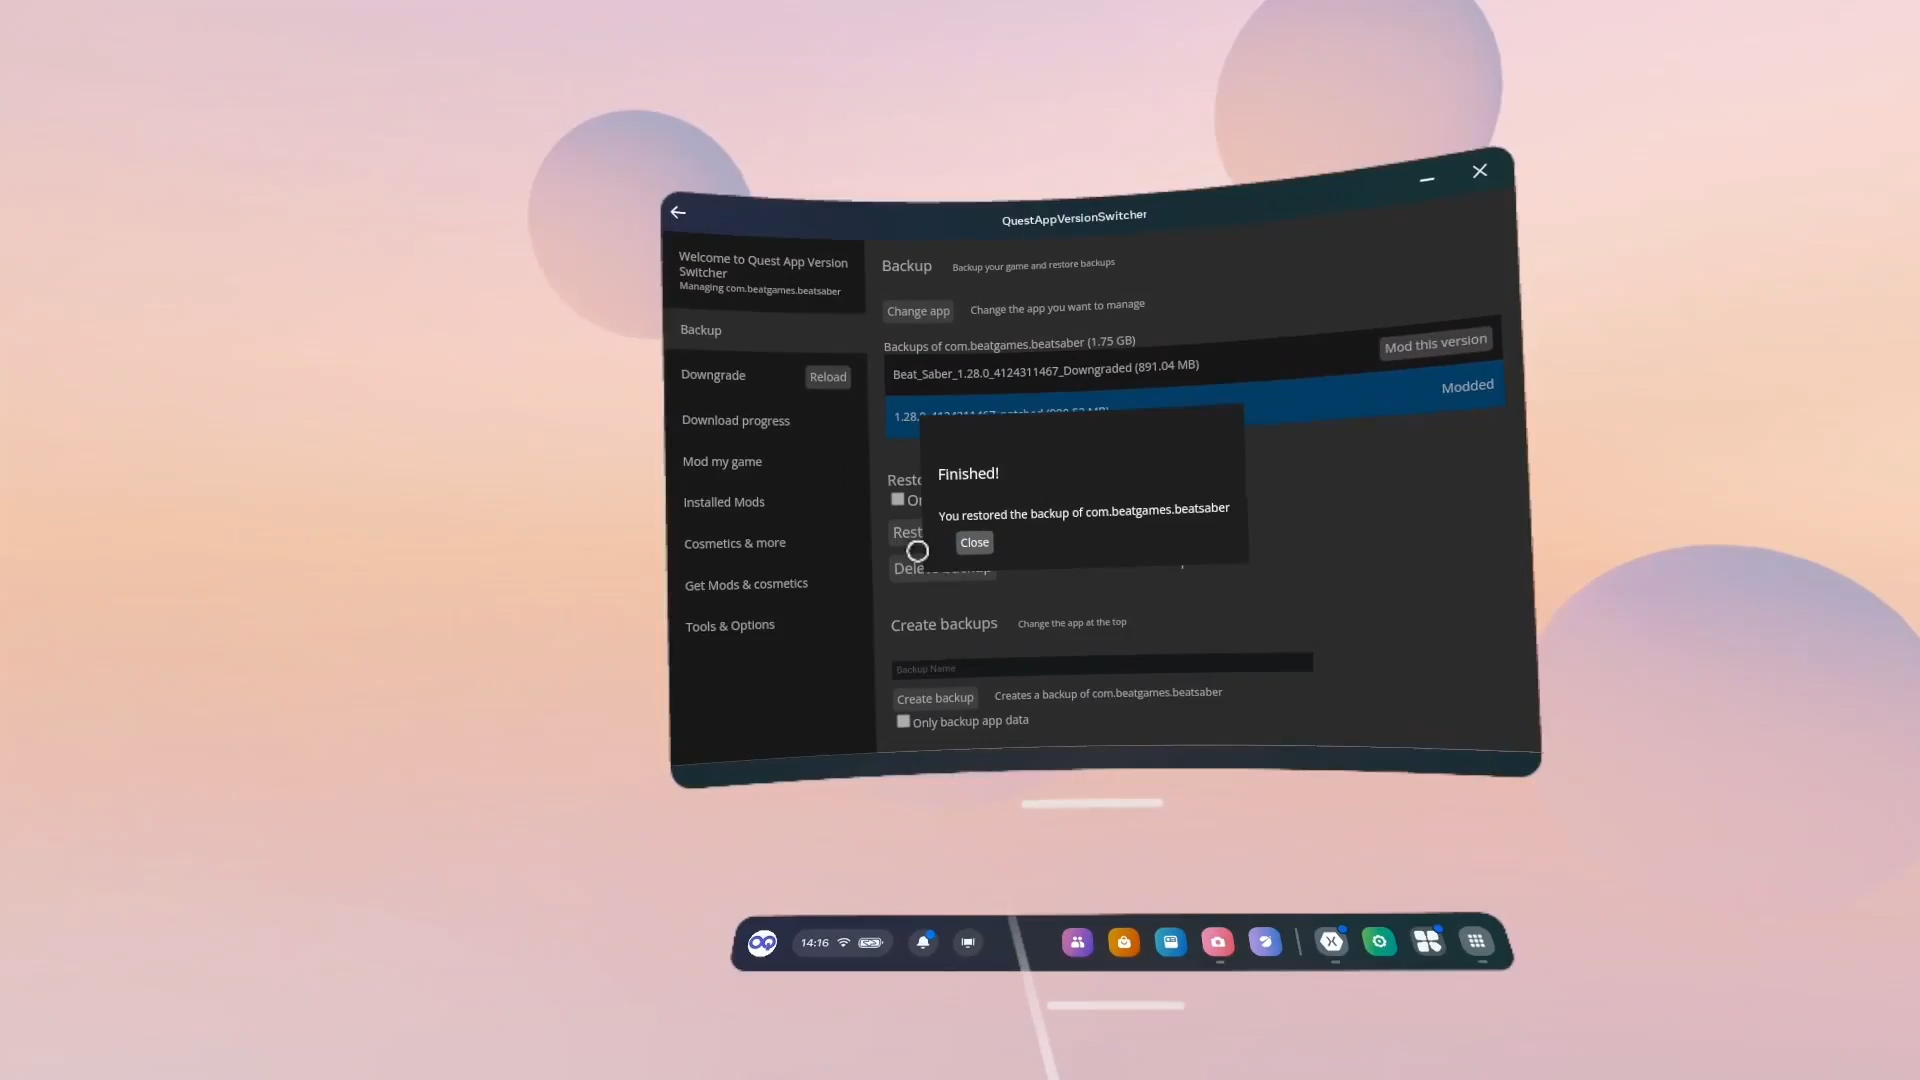 QuestAppVersionSwitcher
Welcome to Quest App Version
Switcher
Managing com.beatgames.beatsaber
Backup
Downgrade
Reload
Download progress
Mod my game
Installed Mods
Cosmetics & more
Get Mods & cosmetics
Tools & Options
Backup
Backup your game and restore backups
Change app
Change the app you want to manage
Backups of com.beatgames.beatsaber (1.75 GB)
Beat_Saber_1.28.0_4124311467_Downgraded (891.04 MB)
Mod this version
Modded
Finished!
You restored the backup of com.beatgames.beatsaber
Close
Create backups
Change the app at the top
Backup Name
Create backup
Creates a backup of com.beatgames.beatsaber
Only backup app data
14:16